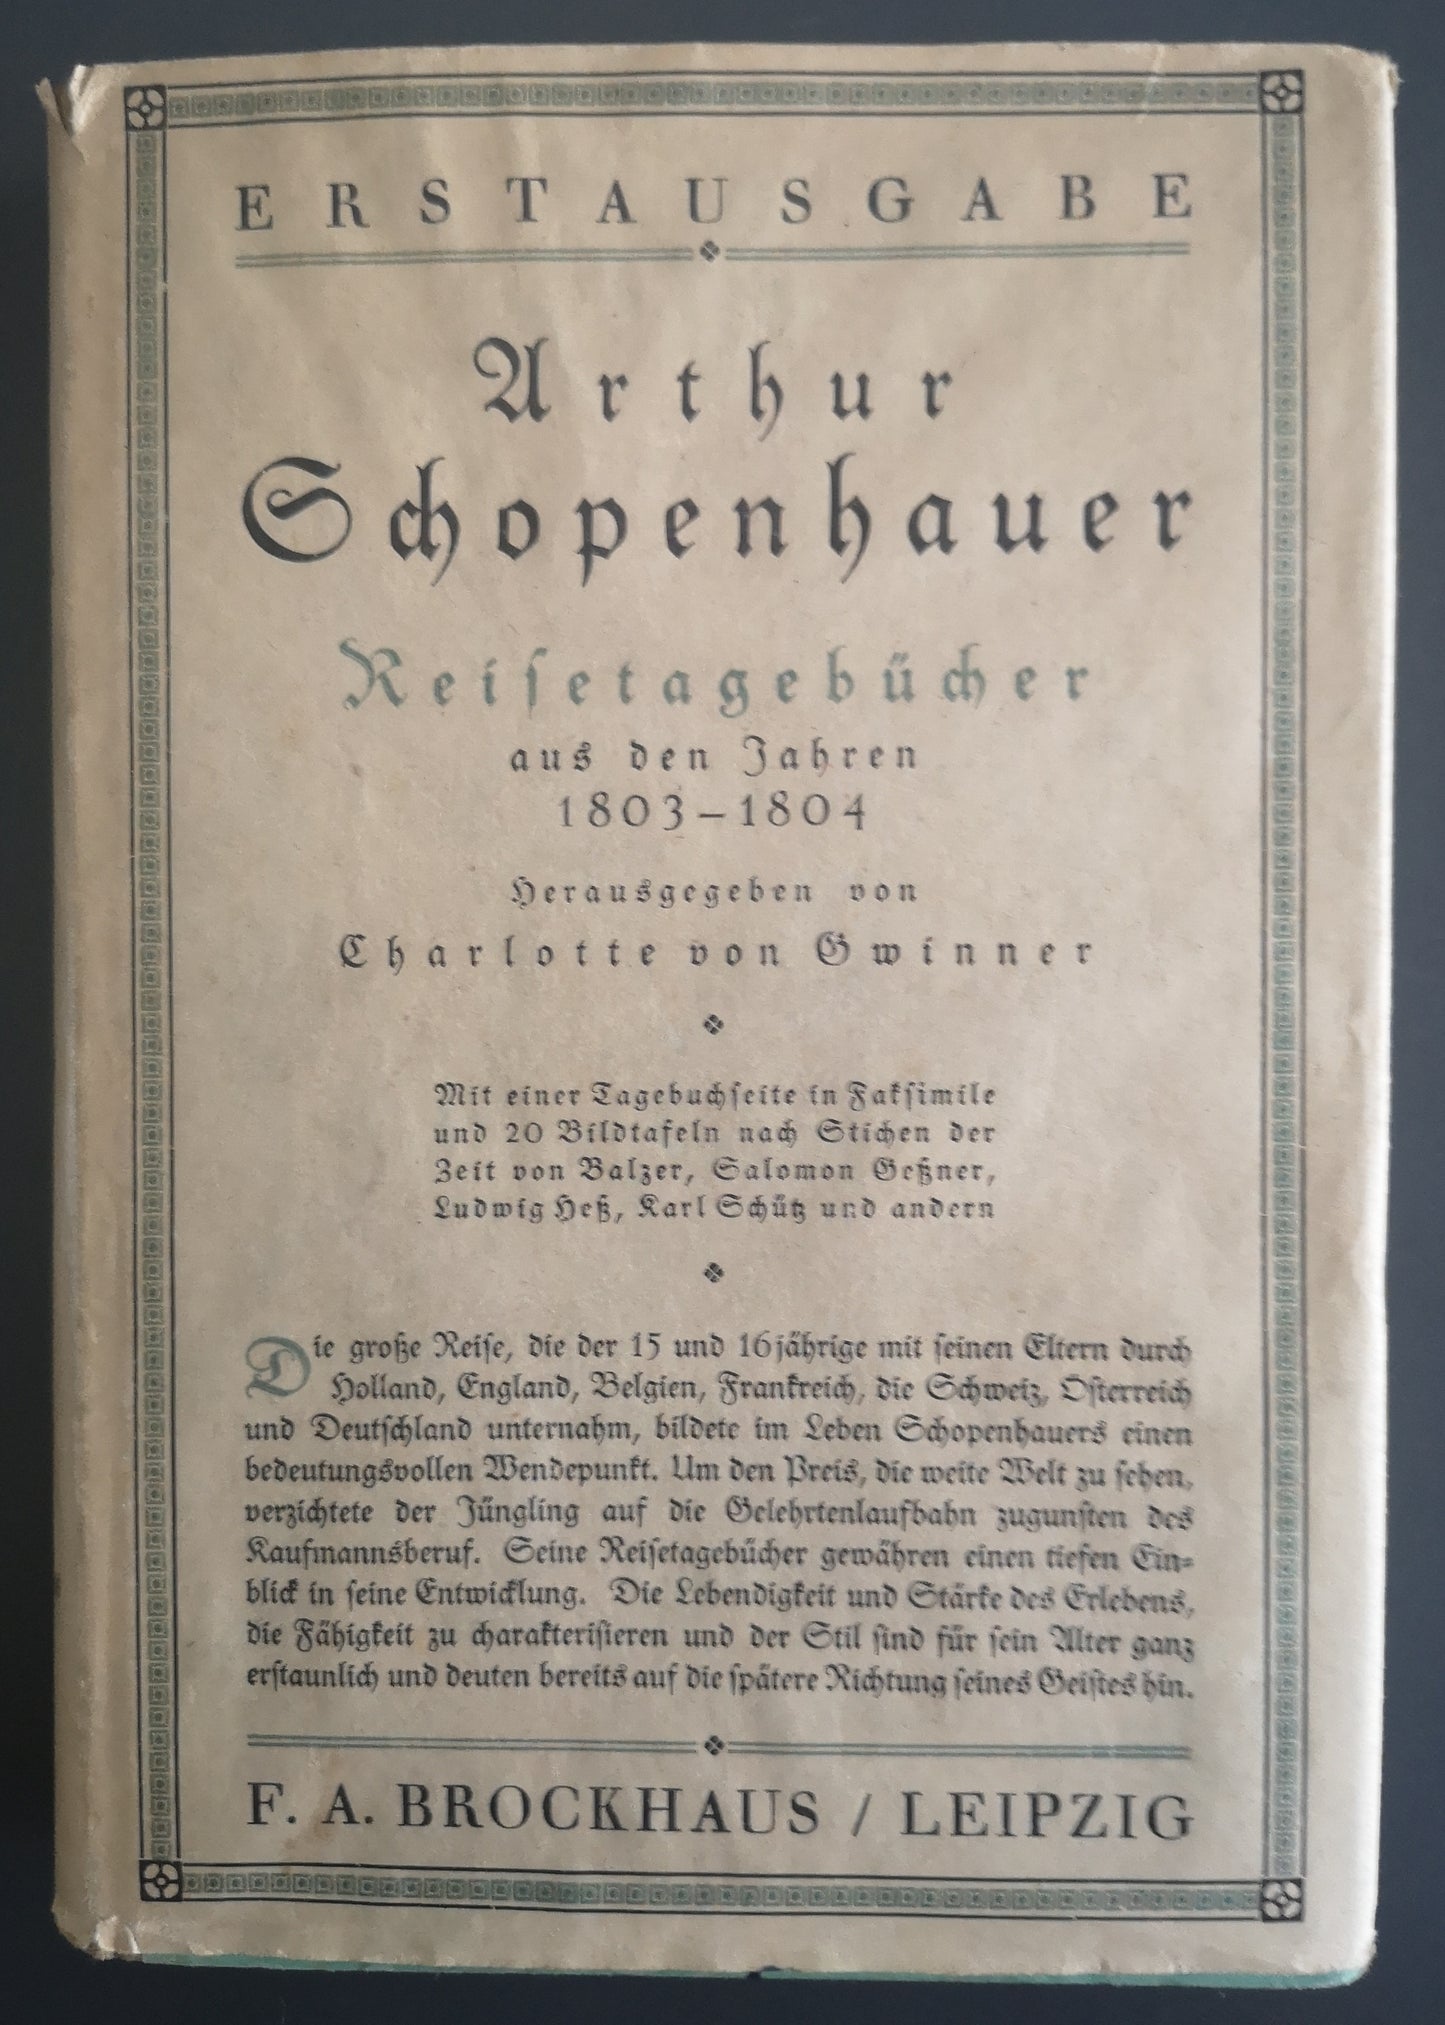 ERSTAUSGABE
Arthur
Schopenhauer
Reiſetagebücher
aus den Jahren
1803–1804
Herausgegeben von
Charlotte von Gwinner
Mit einer Tagebuchſeite in Fakſimile
und 20 Bildtafeln nach Stichen der
Zeit von Balzer, Salomon Geßner,
Ludwig Heß, Karl Schütz und andern
Die große Reiſe, die der 15 und 16jährige mit ſeinen Eltern durch
Holland, England, Belgien, Frankreich, die Schweiz, Oſterreich
und Deutſchland unternahm, bildete im Leben Schopenhauers einen
bedeutungsvollen Wendepunkt. Um den Preis, die weite Welt zu ſehen,
verzichtete der Jüngling auf die Gelehrtenlaufbahn zugunſten des
Kaufmannsberuf. Seine Reiſetagebücher gewähren einen tiefen Ein-
blick in ſeine Entwicklung. Die Lebendigkeit und Stärke des Erlebens,
die Fähigkeit zu charakteriſieren und der Stil ſind für ſein Alter ganz
erſtaunlich und deuten bereits auf die ſpätere Richtung ſeines Geiſtes hin.
F. A. BROCKHAUS / LEIPZIG